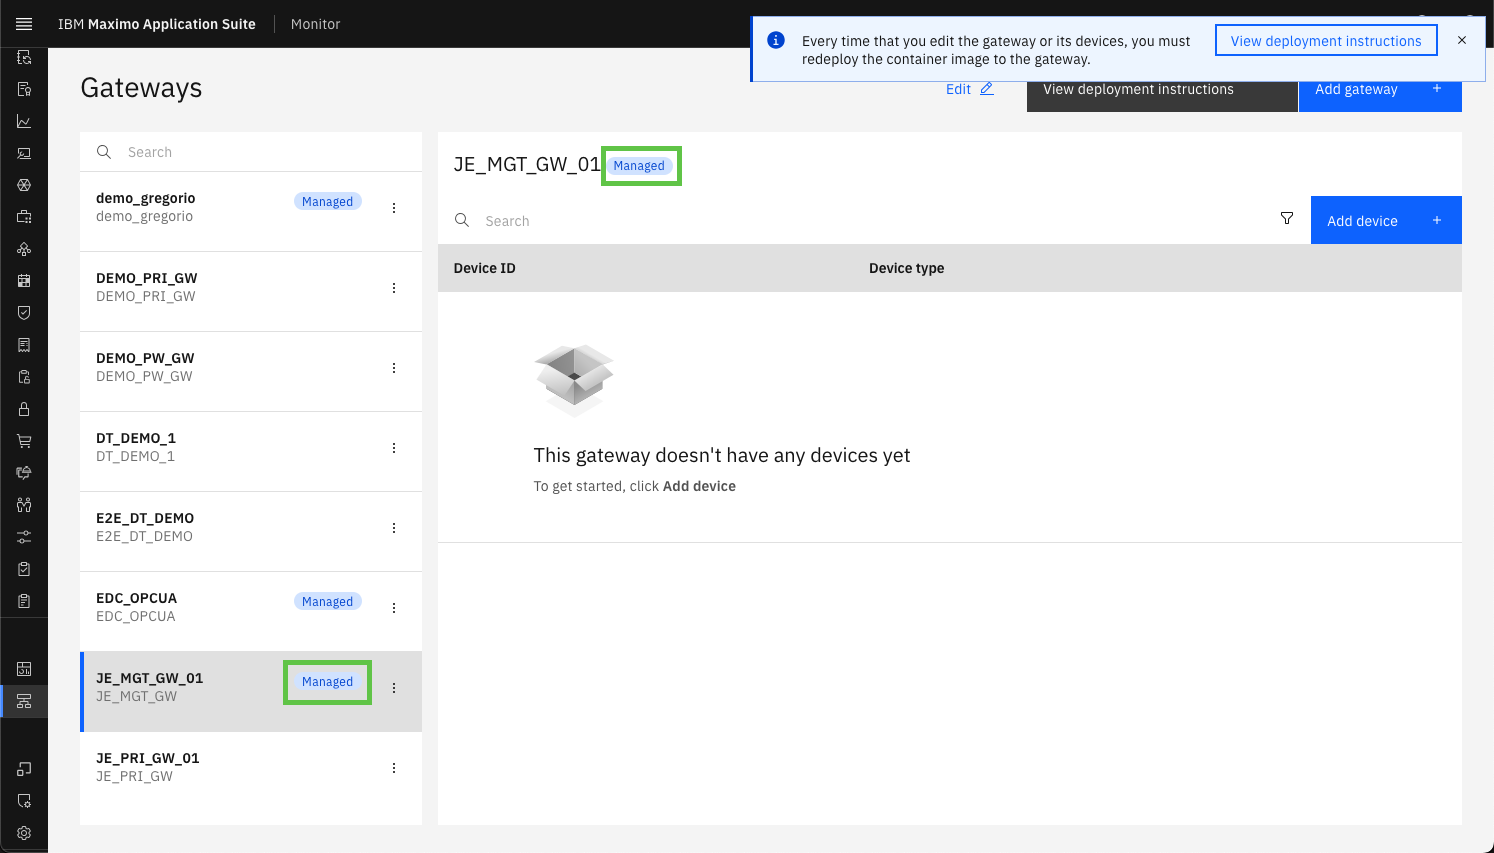 IBM Maximo Application Suite
Monitor
Every time that you edit the gateway or its devices, you must
redeploy the container image to the gateway.
View deployment instructions
Gateways
Edit
View deployment instructions
Add gateway +
Search
demo_gregorio
Managed
demo_gregorio
DEMO_PRI_GW
DEMO_PRI_GW
DEMO_PW_GW
DEMO_PW_GW
DT_DEMO_1
DT_DEMO_1
E2E_DT_DEMO
E2E_DT_DEMO
EDC_OPCUA
Managed
EDC_OPCUA
JE_MGT_GW_01
Managed
JE_MGT_GW
JE_PRI_GW_01
JE_PRI_GW
JE_MGT_GW_01 Managed
Search
Add device +
Device ID
Device type
This gateway doesn't have any devices yet
To get started, click Add device